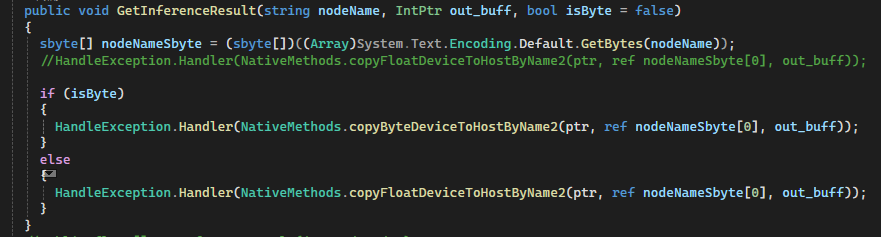 public void GetInferenceResult(string nodeName, IntPtr out_buff, bool isByte = false)
{
sbyte[] nodeNameSbyte = (sbyte[])((Array)System.Text.Encoding.Default.GetBytes(nodeName));
//HandleException.Handler(NativeMethods.copyFloatDeviceToHostByName2(ptr, ref nodeNameSbyte[0], out_buff));
if (isByte)
{
HandleException.Handler(NativeMethods.copyByteDeviceToHostByName2(ptr, ref nodeNameSbyte[0], out_buff));
}
else
{
HandleException.Handler(NativeMethods.copyFloatDeviceToHostByName2(ptr, ref nodeNameSbyte[0], out_buff));
}
}